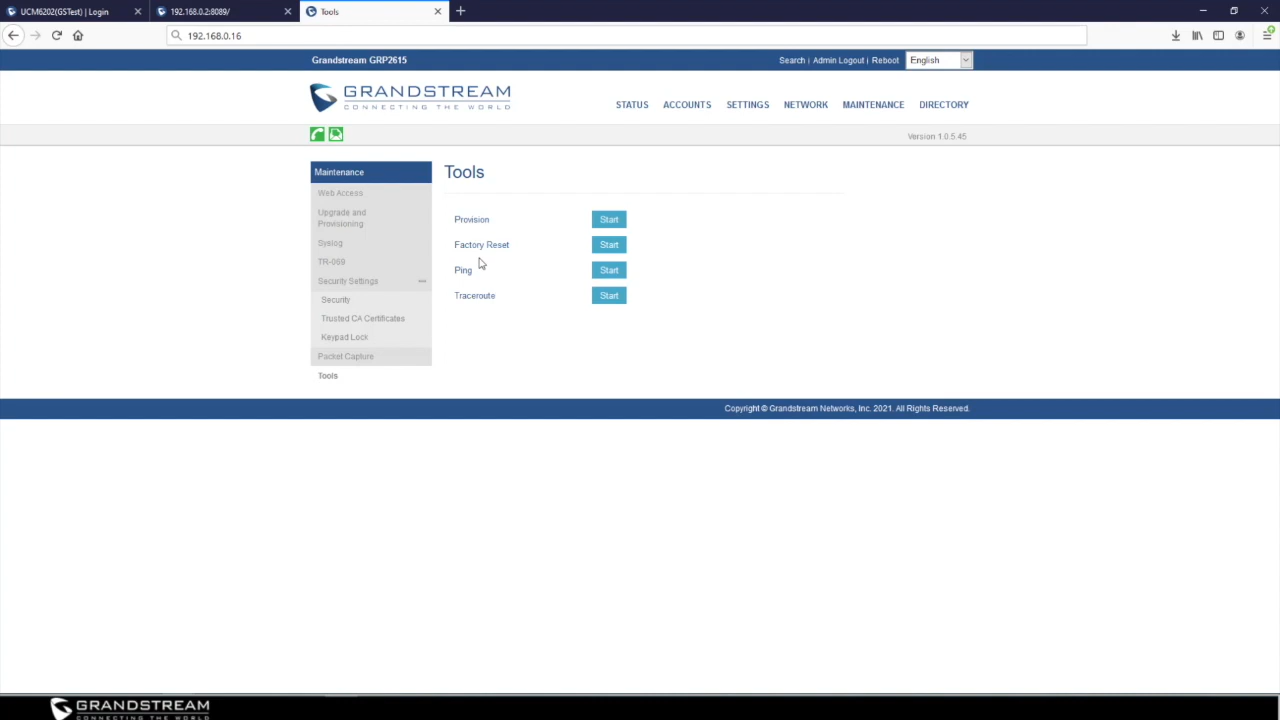 UCM6202(GSTest) | Login
192.168.0.2:8089/
Tools
192.168.0.16
Grandstream GRP2615
Search | Admin Logout | Reboot
English
GRANDSTREAM
CONNECTING THE WORLD
STATUS ACCOUNTS SETTINGS NETWORK MAINTENANCE DIRECTORY
Version 1.0.5.45
Maintenance
Web Access
Upgrade and
Provisioning
Syslog
TR-069
Security Settings
Security
Trusted CA Certificates
Keypad Lock
Packet Capture
Tools
Tools
Provision Start
Factory Reset Start
Ping Start
Traceroute Start
Copyright © Grandstream Networks, Inc. 2021. All Rights Reserved.
GRANDSTREAM
CONNECTING THE WORLD